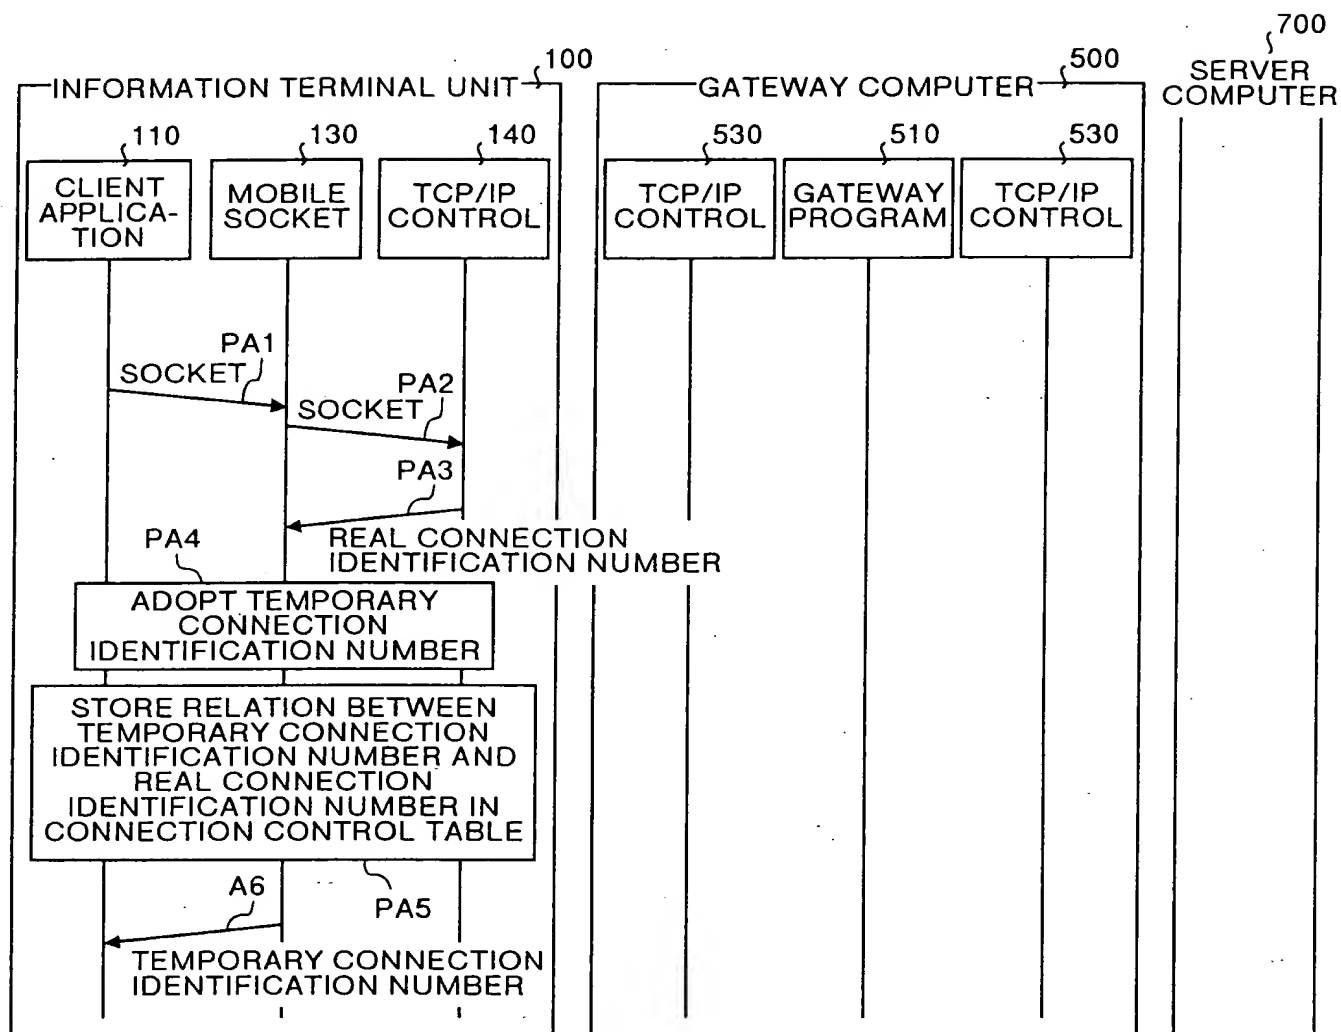 700
100
500
SERVER
COMPUTER
INFORMATION TERMINAL UNIT
GATEWAY COMPUTER
110
130
140
530
510
530
CLIENT
APPLICA-
TION
MOBILE
SOCKET
TCP/IP
CONTROL
TCP/IP
CONTROL
GATEWAY
PROGRAM
TCP/IP
CONTROL
PA1
SOCKET
PA2
SOCKET
PA3
REAL CONNECTION
IDENTIFICATION NUMBER
PA4
ADOPT TEMPORARY
CONNECTION
IDENTIFICATION NUMBER
STORE RELATION BETWEEN
TEMPORARY CONNECTION
IDENTIFICATION NUMBER AND
REAL CONNECTION
IDENTIFICATION NUMBER IN
CONNECTION CONTROL TABLE
PA5
A6
TEMPORARY CONNECTION
IDENTIFICATION NUMBER